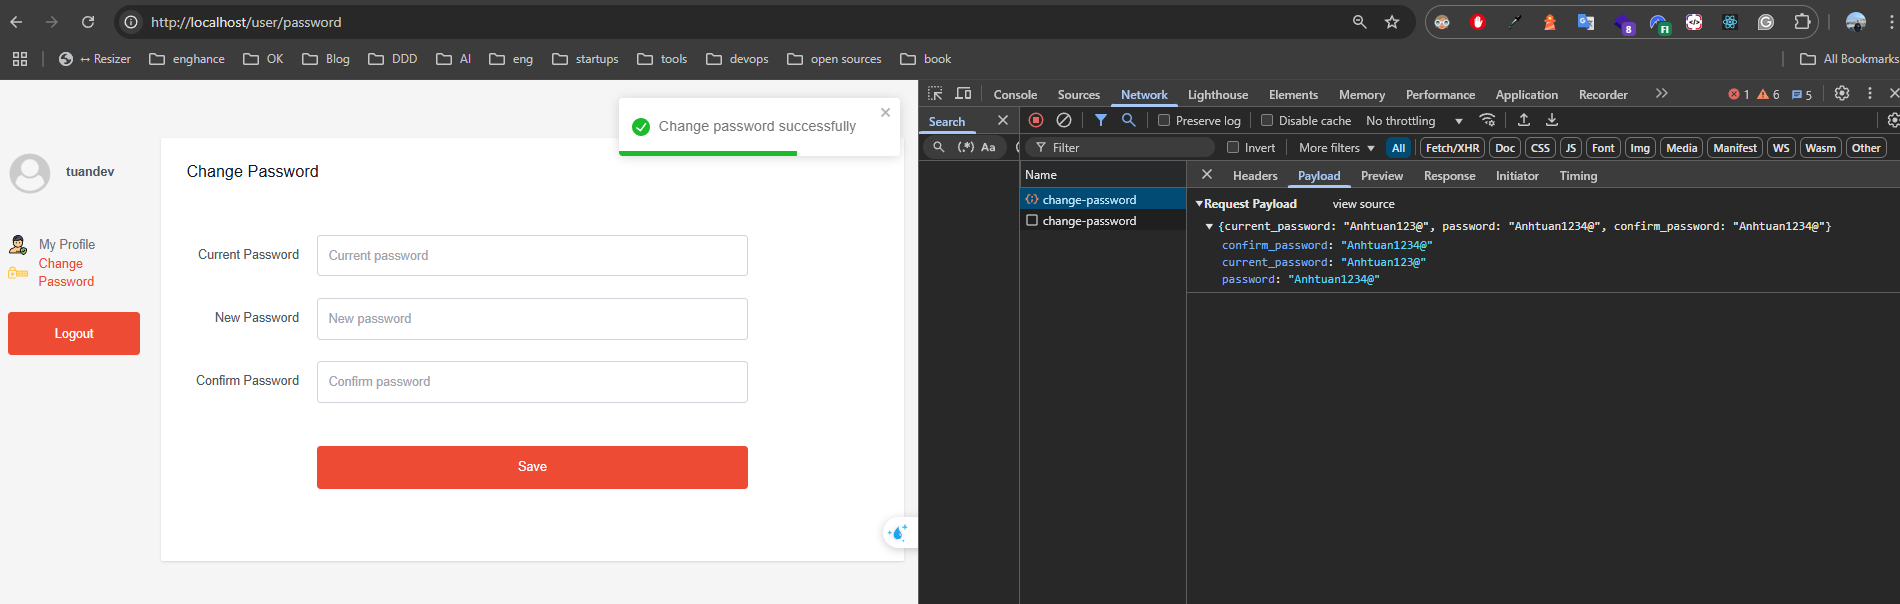 http://localhost/user/password
↔ Resizer
enghance
OK
Blog
DDD
AI
eng
startups
tools
devops
open sources
book
All Bookmarks
8
FI
Change password successfully
tuandev
My Profile
Change
Password
Logout
Change Password
Current Password
Current password
New Password
New password
Confirm Password
Confirm password
Save
Console
Sources
Network
Lighthouse
Elements
Memory
Performance
Application
Recorder
1
6
5
Search
Preserve log
Disable cache
No throttling
(.*)
Aa
Filter
Invert
More filters
All
Fetch/XHR
Doc
CSS
JS
Font
Img
Media
Manifest
WS
Wasm
Other
Name
change-password
change-password
Headers
Payload
Preview
Response
Initiator
Timing
Request Payload
view source
{current_password: "Anhtuan123@", password: "Anhtuan1234@", confirm_password: "Anhtuan1234@"}
confirm_password: "Anhtuan1234@"
current_password: "Anhtuan123@"
password: "Anhtuan1234@"